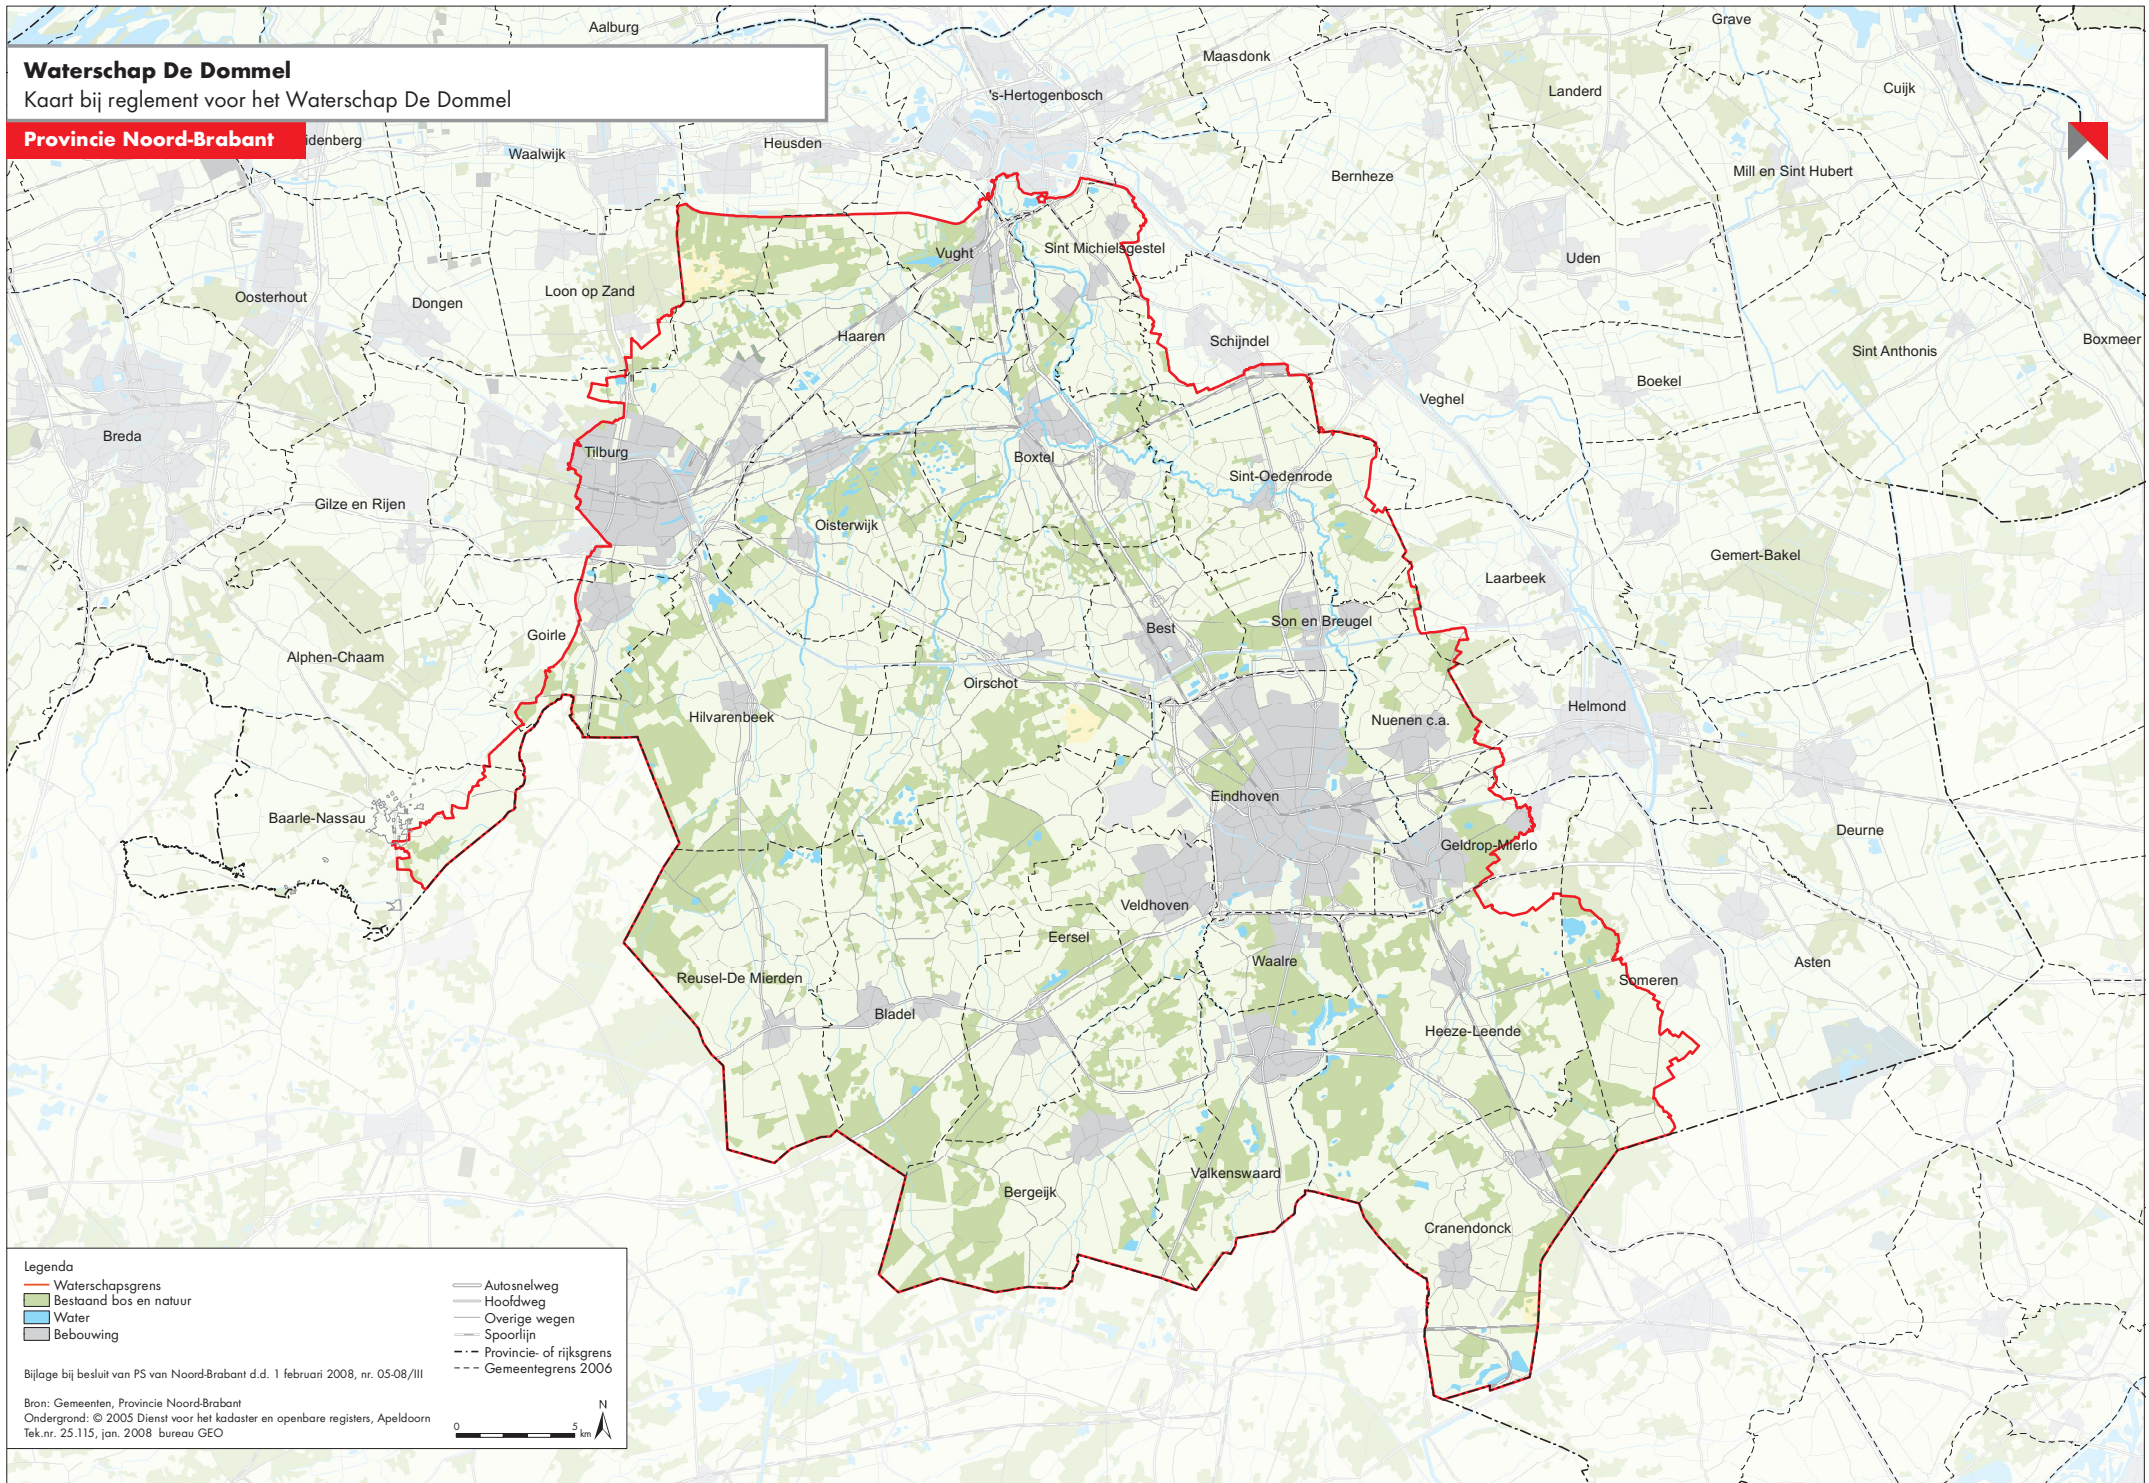 Waterschap De Dommel
Kaart bij reglement voor het Waterschap De Dommel
Provincie Noord-Brabant
Aalburg
Grave
Maasdonk
's-Hertogenbosch
Landerd
Cuijk
idenberg
Waalwijk
Heusden
Bernheze
Mill en Sint Hubert
Vught
Sint Michielsgestel
Uden
Oosterhout
Dongen
Loon op Zand
Haaren
Schijndel
Sint Anthonis
Boxmeer
Boekel
Veghel
Breda
Tilburg
Boxtel
Sint-Oedenrode
Gilze en Rijen
Oisterwijk
Gemert-Bakel
Laarbeek
Goirle
Best
Son en Breugel
Alphen-Chaam
Oirschot
Hilvarenbeek
Nuenen c.a.
Helmond
Eindhoven
Baarle-Nassau
Geldrop-Mierlo
Deurne
Veldhoven
Eersel
Waalre
Asten
Reusel-De Mierden
Someren
Bladel
Heeze-Leende
Valkenswaard
Bergeijk
Cranendonck
Legenda
Waterschapsgrens
Bestaand bos en natuur
Water
Bebouwing
Autosnelweg
Hoofdweg
Overige wegen
Spoorlijn
Provincie- of rijksgrens
Gemeentegrens 2006
Bijlage bij besluit van PS van Noord-Brabant d.d. 1 februari 2008, nr. 05-08/III
Bron: Gemeenten, Provincie Noord-Brabant
Ondergrond: © 2005 Dienst voor het kadaster en openbare registers, Apeldoorn
Tek.nr. 25.115, jan. 2008 bureau GEO
0 5 km
N